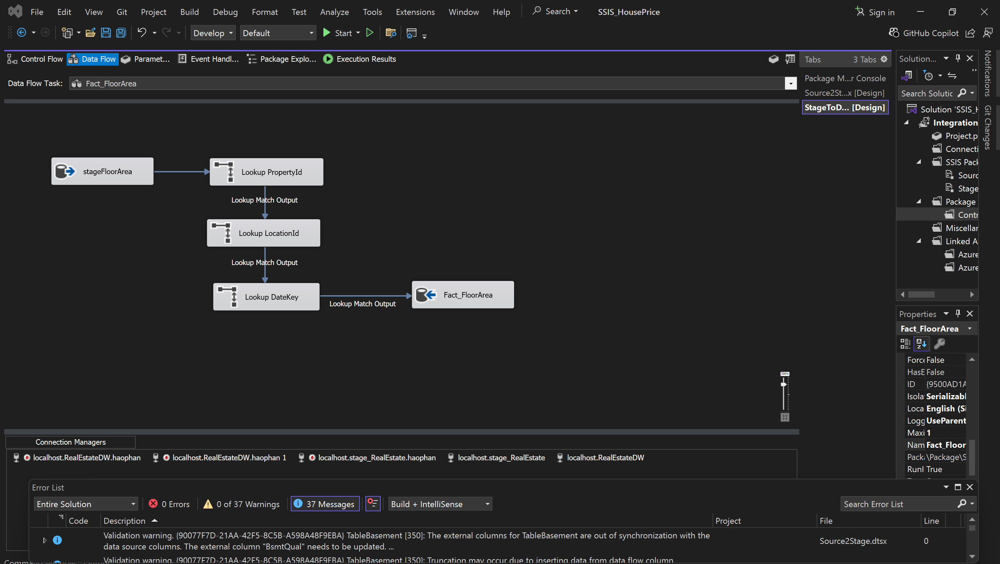 File Edit View Git Project Build Debug Format Test Analyze Tools Extensions Window Help Search SSIS_HousePrice Sign in
Develop Default Start GitHub Copilot
Control Flow Data Flow Paramet... Event Handl... Package Explo... Execution Results
Data Flow Task: Fact_FloorArea
Tabs 3 Tabs
Package M...r Console
Source2St...x [Design]
StageToD... [Design]
stageFloorArea
Lookup PropertyId
Lookup Match Output
Lookup LocationId
Lookup Match Output
Lookup DateKey
Lookup Match Output
Fact_FloorArea
200%
Solution...
Search Solutic
Solution 'SSIS_H
Integration
Project.p
Connecti
SSIS Pack
Sourc
Stage
Package
Contr
Miscellar
Linked A
Azure
Azure
Notifications
Git Changes
Properties
Fact_FloorArea
Force False
HasE False
ID {9500AD1A
Isola Serializabl
Loca English (Si
Logg UseParent
Maxi 1
Nam Fact_Floor
Packa \Package\S
RunI True
Connection Managers
localhost.RealEstateDW.haophan localhost.RealEstateDW.haophan 1 localhost.stage_RealEstate.haophan localhost.stage_RealEstate localhost.RealEstateDW
Error List
Entire Solution 0 Errors 0 of 37 Warnings 37 Messages Build + IntelliSense Search Error List
Code Description Project File Line
Validation warning. {90077F7D-21AA-42F5-8C5B-A598A48F9EBA} TableBasement [350]: The external columns for TableBasement are out of synchronization with the
data source columns. The external column "BsmtQual" needs to be updated. ...
Source2Stage.dtsx 0
Validation warning. {90077F7D-21AA-42F5-8C5B-A598A48F9EBA} TableBasement [350]: Truncation may occur due to inserting data from data flow column